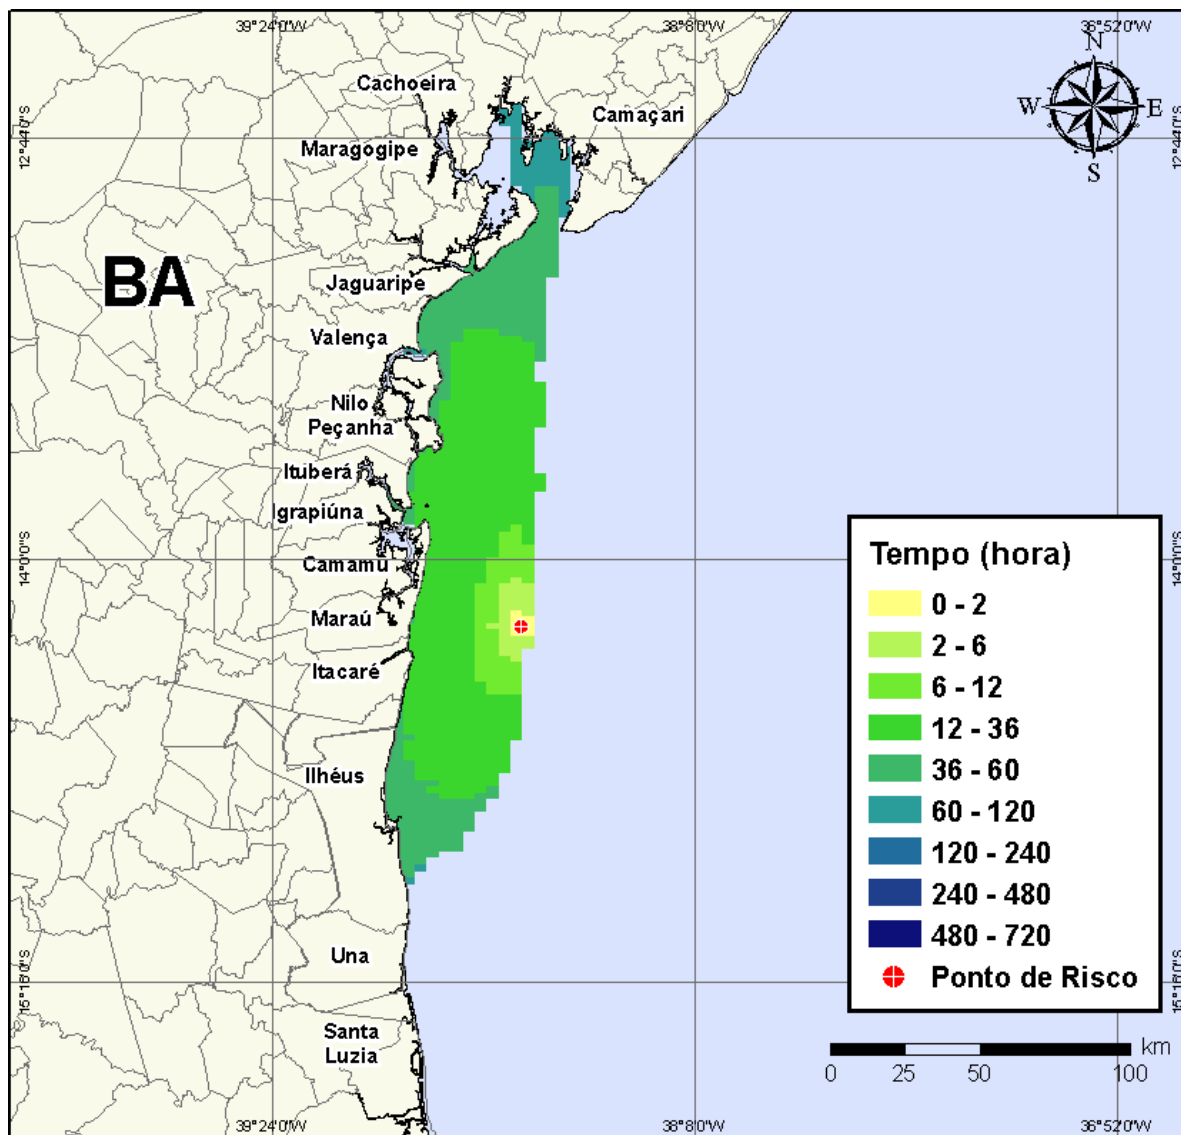 39°24'0"W
38°8'0"W
36°52'0"W
N
W
E
S
Cachoeira
Camaçari
12°44'0"S
12°44'0"S
Maragogipe
BA
Jaguaripe
Valença
Nilo
Peçanha
Ituberá
Igrapiúna
14°0'0"S
14°0'0"S
Camamú
Maraú
Itacaré
Ilhéus
Una
15°16'0"S
15°16'0"S
Santa
Luzia
Tempo (hora)
0 - 2
2 - 6
6 - 12
12 - 36
36 - 60
60 - 120
120 - 240
240 - 480
480 - 720
Ponto de Risco
km
0 25 50 100
39°24'0"W
38°8'0"W
36°52'0"W